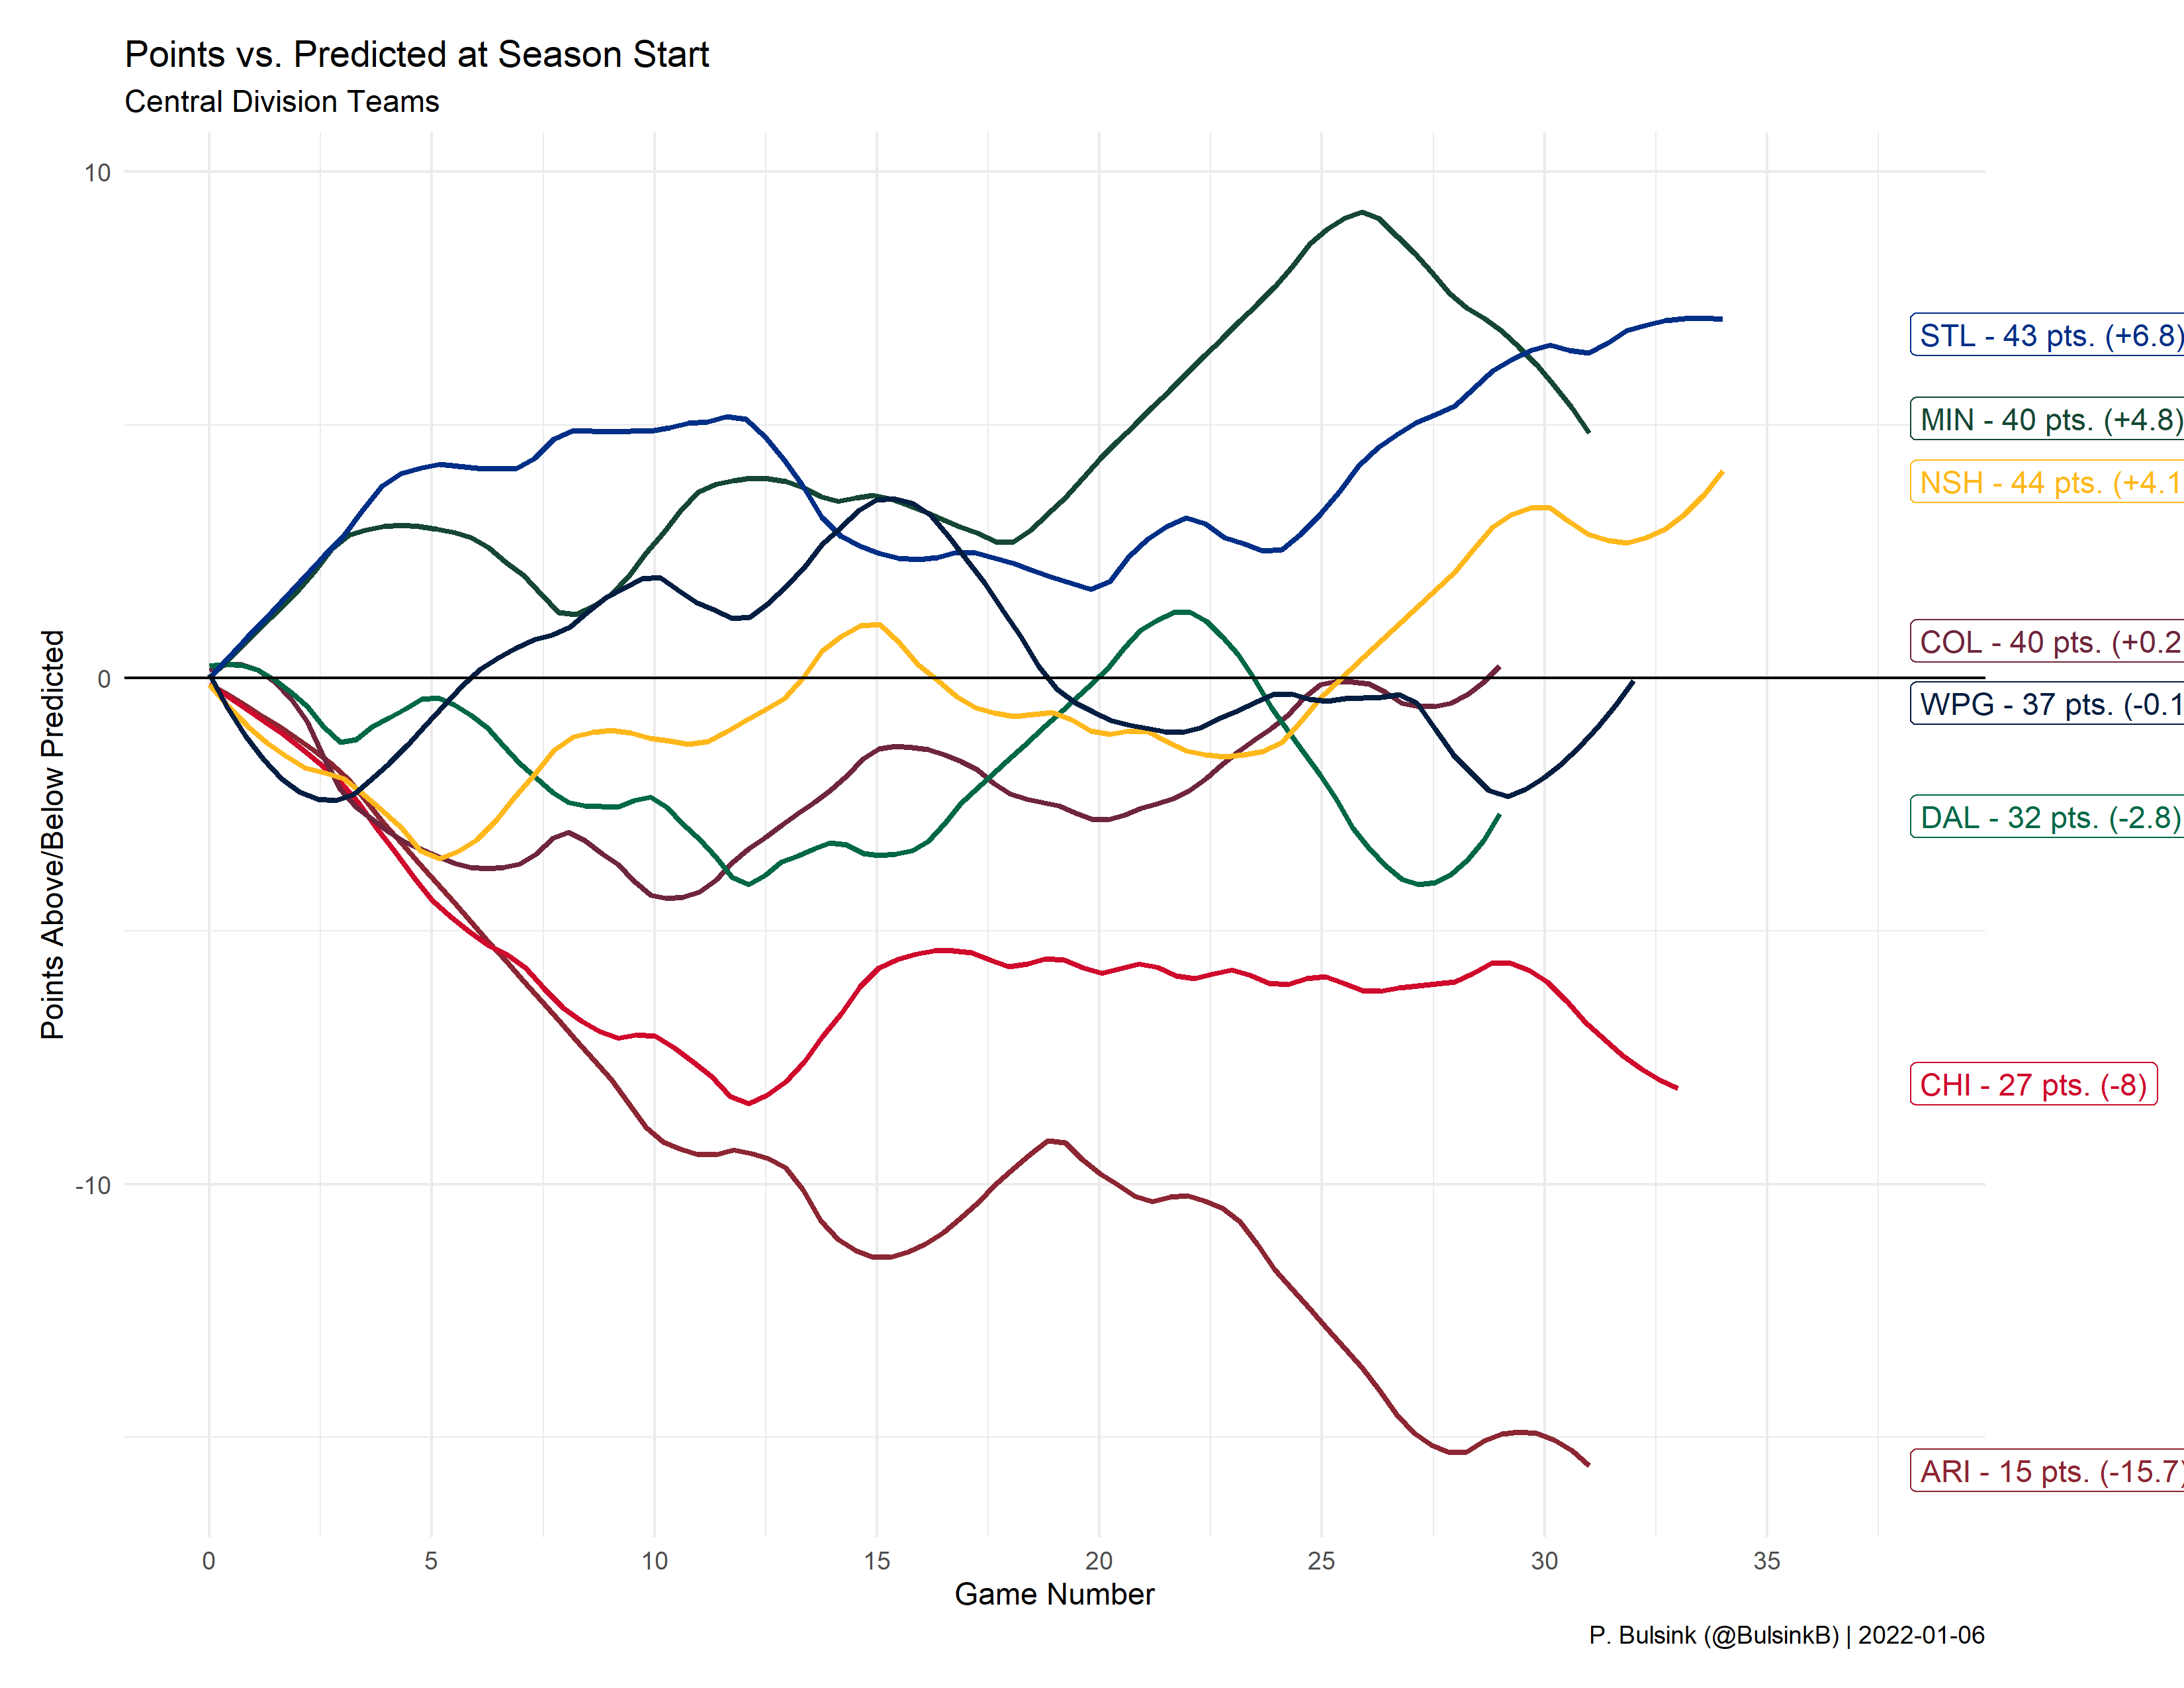 Points vs. Predicted at Season Start
Central Division Teams
Points Above/Below Predicted
10
0
-10
STL - 43 pts. (+6.8)
MIN - 40 pts. (+4.8)
NSH - 44 pts. (+4.1
COL - 40 pts. (+0.2
WPG - 37 pts. (-0.1
DAL - 32 pts. (-2.8)
CHI - 27 pts. (-8)
ARI - 15 pts. (-15.7)
0 5 10 15 20 25 30 35
Game Number
P. Bulsink (@BulsinkB) | 2022-01-06